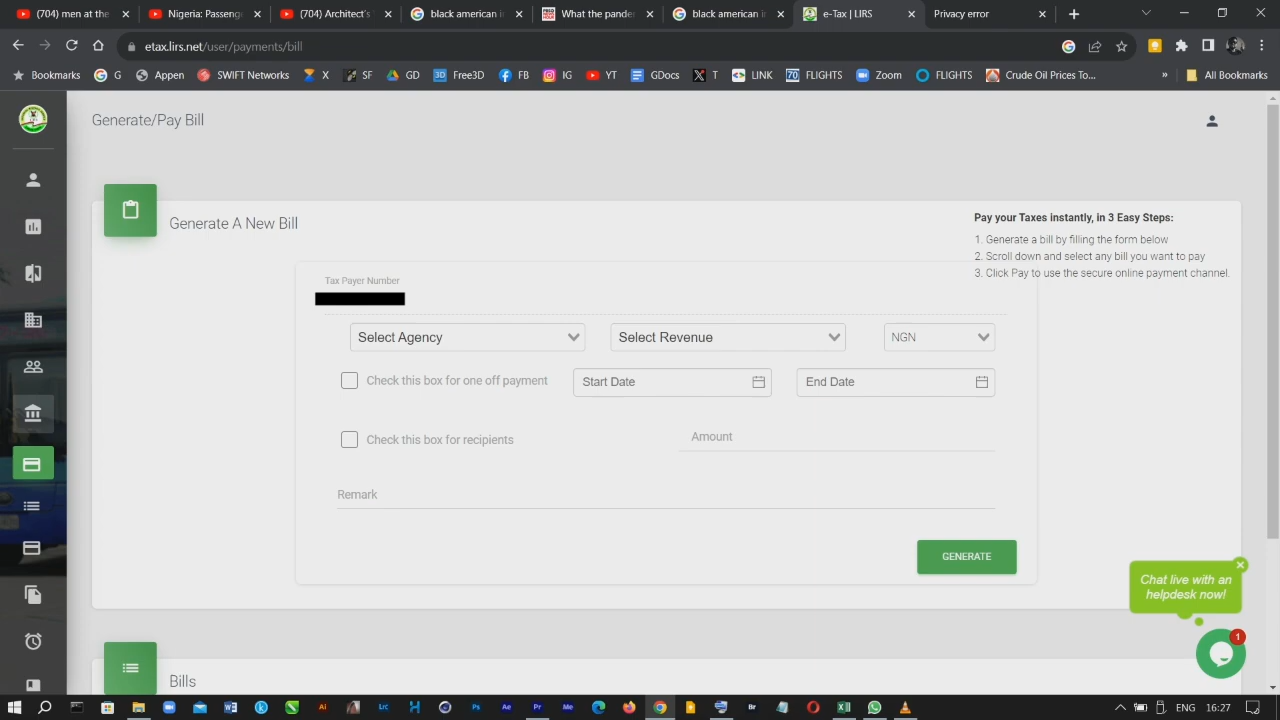 (704) men at the
Nigeria: Passeng
(704) Architect's
black american in
What the pande
black american in
e-Tax | LIRS
Privacy error
etax.lirs.net/user/payments/bill
Bookmarks G Appen SWIFT Networks X SF GD Free3D FB IG YT GDocs T LINK FLIGHTS Zoom FLIGHTS Crude Oil Prices To... » All Bookmarks
Generate/Pay Bill
Generate A New Bill
Pay your Taxes instantly, in 3 Easy Steps:
1. Generate a bill by filling the form below
2. Scroll down and select any bill you want to pay
3. Click Pay to use the secure online payment channel.
Tax Payer Number
Select Agency Select Revenue NGN
Check this box for one off payment Start Date End Date
Check this box for recipients Amount
Remark
GENERATE
Chat live with an
helpdesk now!
1
Bills
ENG 16:27